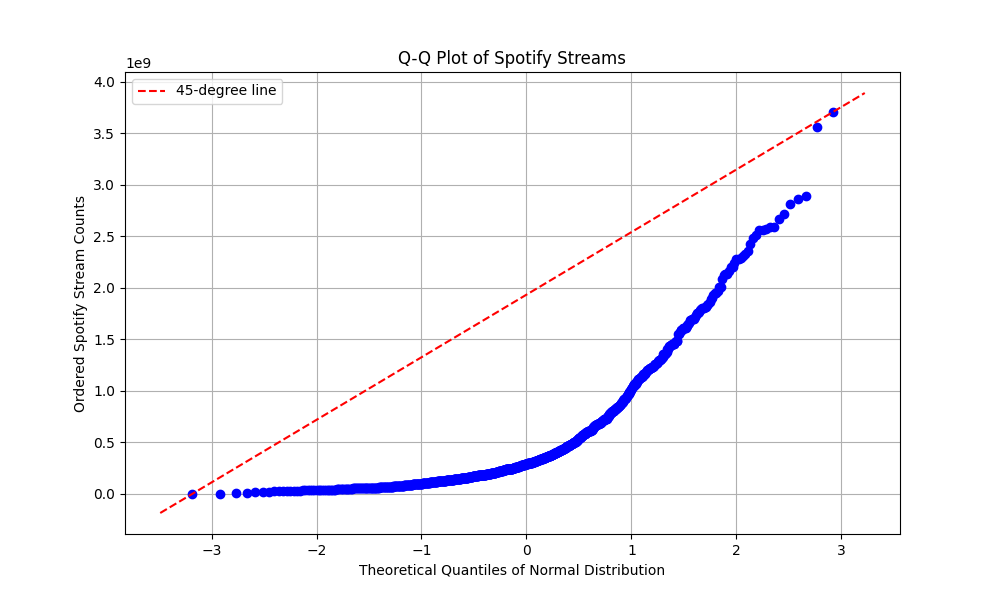 Q-Q Plot of Spotify Streams
1e9
45-degree line
4.0
3.5
3.0
2.5
2.0
1.5
1.0
0.5
0.0
Ordered Spotify Stream Counts
−3 −2 −1 0 1 2 3
Theoretical Quantiles of Normal Distribution